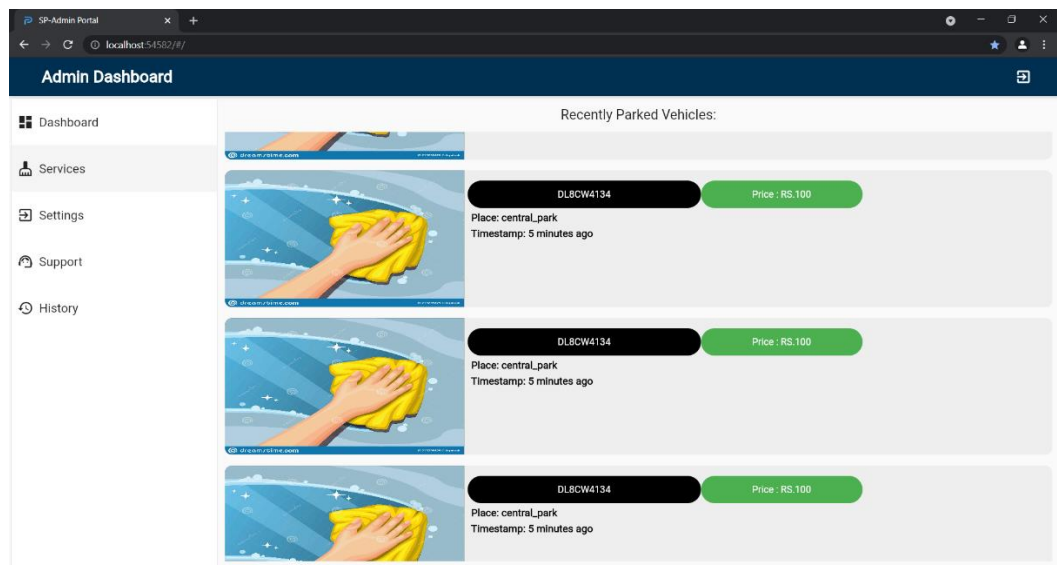 SP-Admin Portal
localhost:54582/#/
Admin Dashboard
Dashboard
Services
Settings
Support
History
Recently Parked Vehicles:
dreamstime.com
DL8CW4134
Price : RS.100
Place: central_park
Timestamp: 5 minutes ago
dreamstime.com
DL8CW4134
Price : RS.100
Place: central_park
Timestamp: 5 minutes ago
dreamstime.com
DL8CW4134
Price : RS.100
Place: central_park
Timestamp: 5 minutes ago